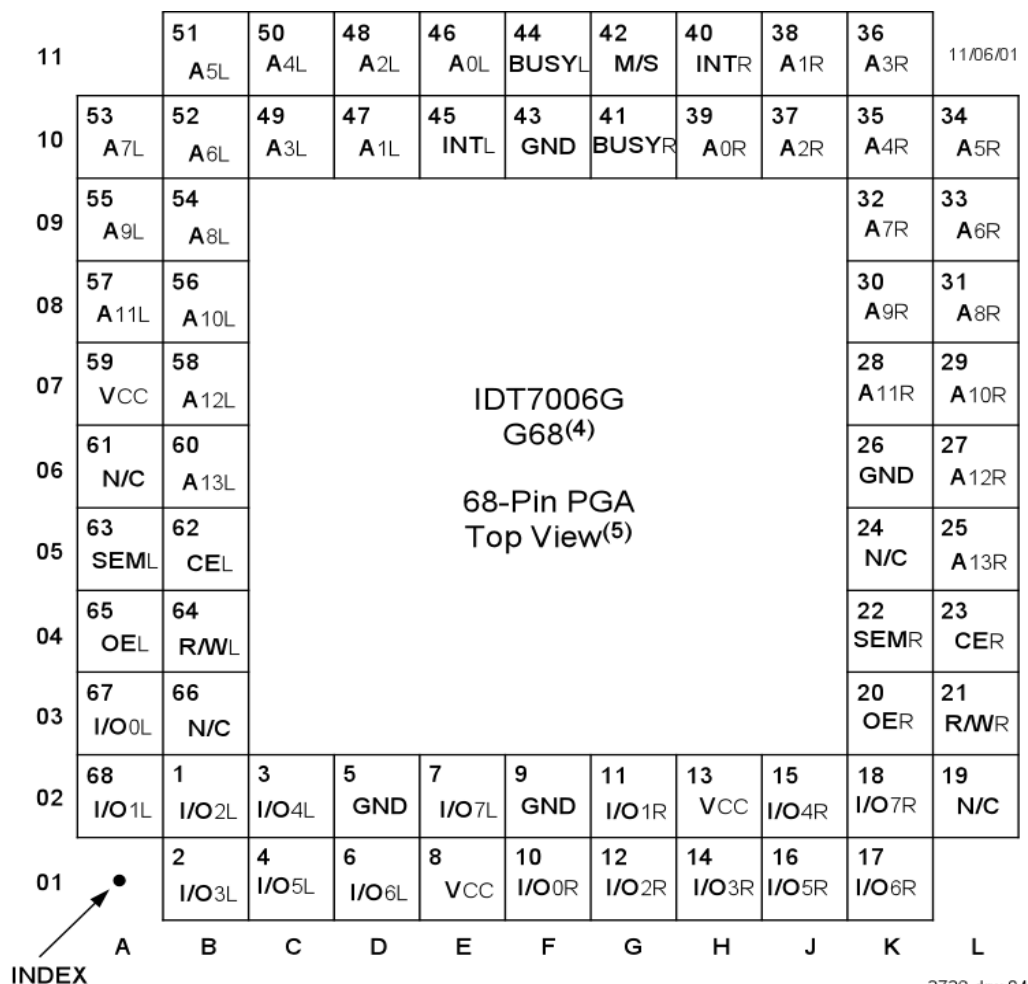 11
51 A5L
50 A4L
48 A2L
46 A0L
44 BUSYL
42 M/S
40 INTR
38 A1R
36 A3R
11/06/01
10
53 A7L
52 A6L
49 A3L
47 A1L
45 INTL
43 GND
41 BUSYR
39 A0R
37 A2R
35 A4R
34 A5R
09
55 A9L
54 A8L
32 A7R
33 A6R
08
57 A11L
56 A10L
30 A9R
31 A8R
07
59 VCC
58 A12L
28 A11R
29 A10R
IDT7006G
G68(4)
06
61 N/C
60 A13L
26 GND
27 A12R
68-Pin PGA
Top View(5)
05
63 SEML
62 CEL
24 N/C
25 A13R
04
65 OEL
64 R/WL
22 SEMR
23 CER
03
67 I/O0L
66 N/C
20 OER
21 R/WR
02
68 I/O1L
1 I/O2L
3 I/O4L
5 GND
7 I/O7L
9 GND
11 I/O1R
13 VCC
15 I/O4R
18 I/O7R
19 N/C
01
2 I/O3L
4 I/O5L
6 I/O6L
8 VCC
10 I/O0R
12 I/O2R
14 I/O3R
16 I/O5R
17 I/O6R
A B C D E F G H J K L
INDEX